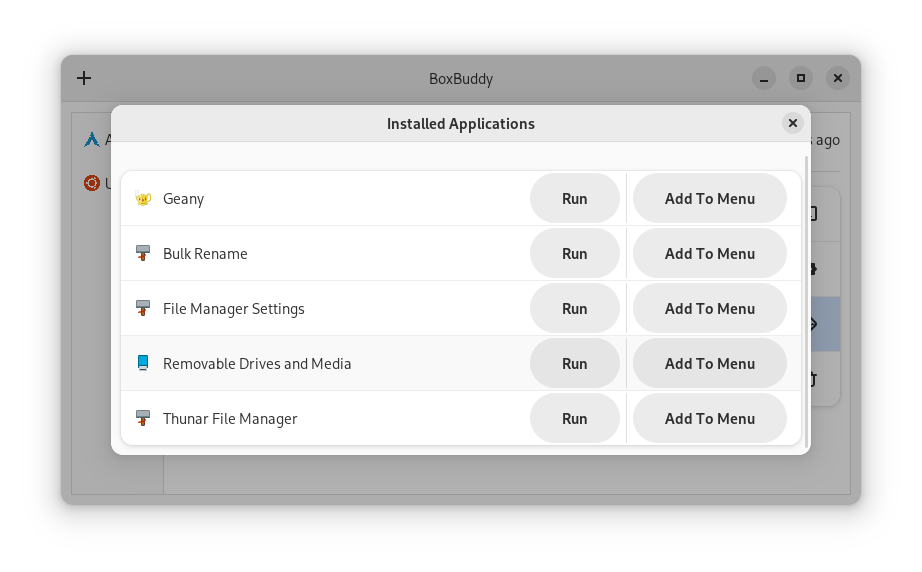 BoxBuddy
Installed Applications
ago
Geany Run Add To Menu
Bulk Rename Run Add To Menu
File Manager Settings Run Add To Menu
Removable Drives and Media Run Add To Menu
Thunar File Manager Run Add To Menu